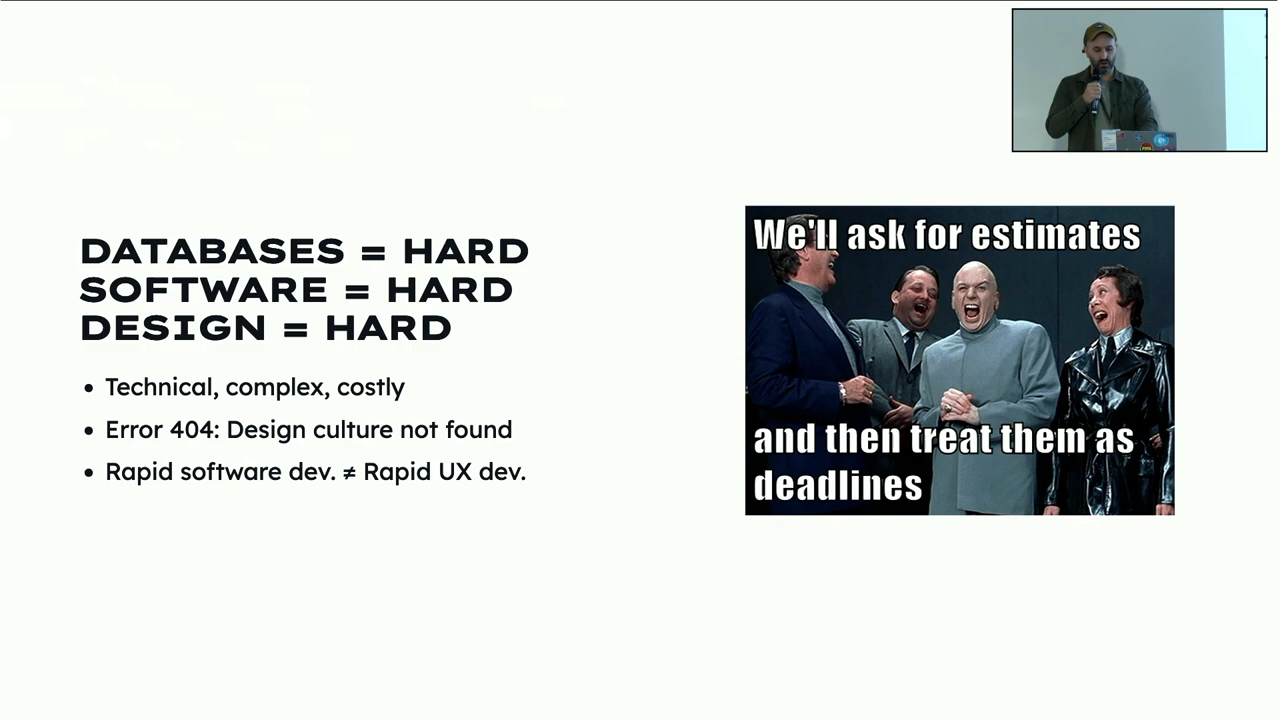 DATABASES = HARD
SOFTWARE = HARD
DESIGN = HARD
• Technical, complex, costly
• Error 404: Design culture not found
• Rapid software dev. ≠ Rapid UX dev.
We'll ask for estimates
and then treat them as
deadlines